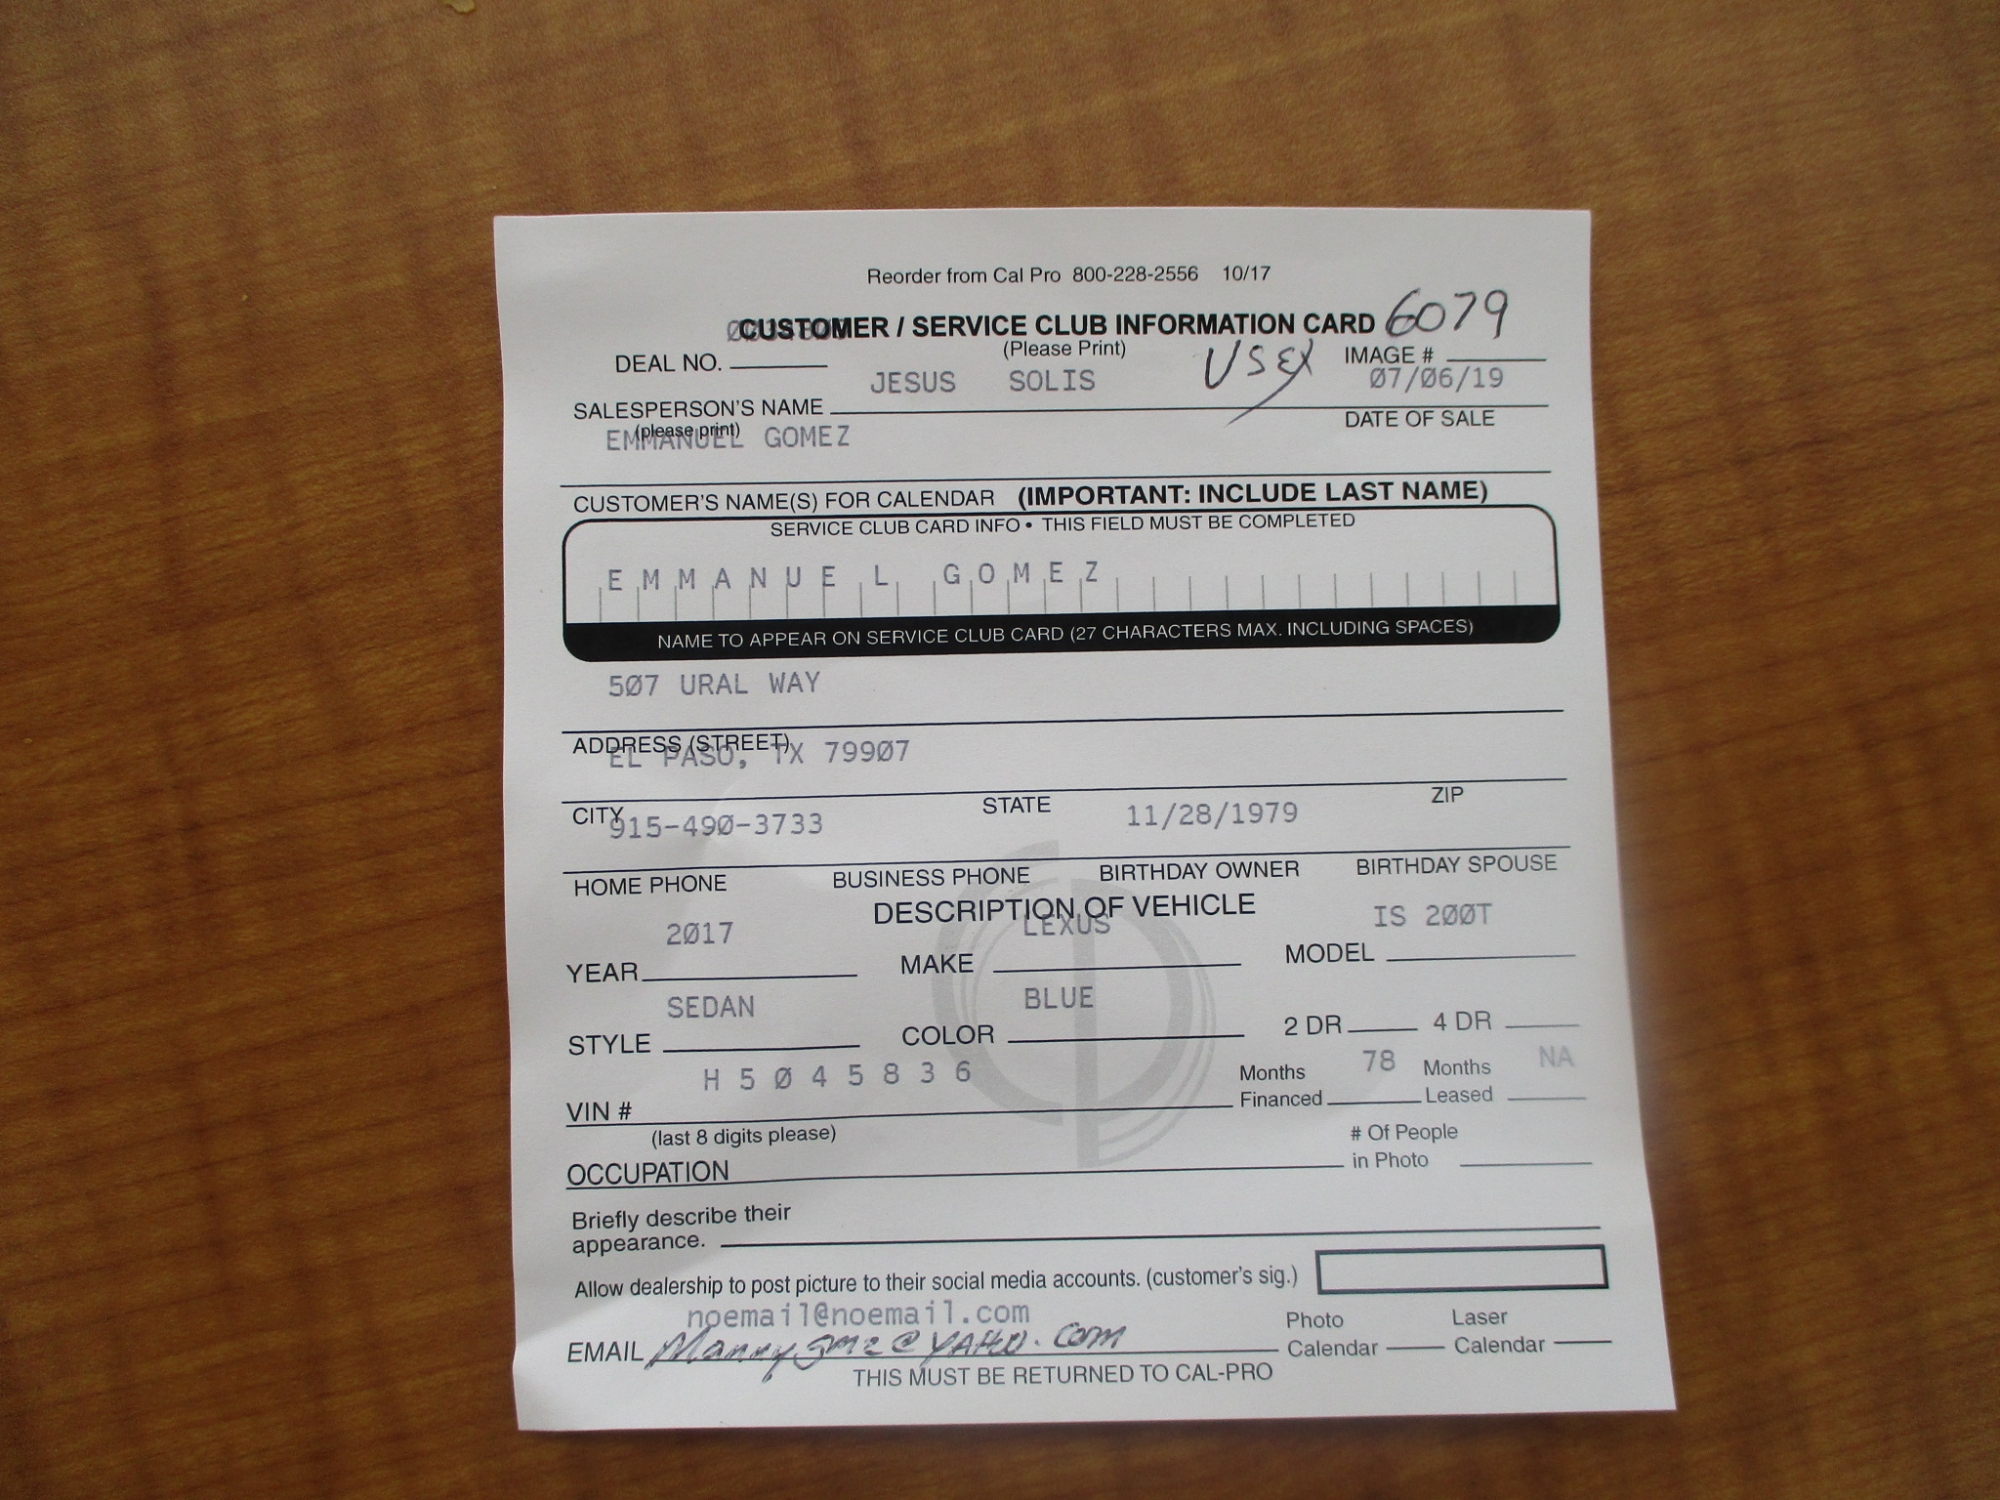 Reorder from Cal Pro 800-228-2556 10/17
CUSTOMER / SERVICE CLUB INFORMATION CARD 6079
(Please Print)
DEAL NO. IMAGE #
JESUS SOLIS 07/06/19
SALESPERSON'S NAME DATE OF SALE
(please print)
EMMANUEL GOMEZ
CUSTOMER'S NAME(S) FOR CALENDAR (IMPORTANT: INCLUDE LAST NAME)
SERVICE CLUB CARD INFO • THIS FIELD MUST BE COMPLETED
EMMANUEL GOMEZ
NAME TO APPEAR ON SERVICE CLUB CARD (27 CHARACTERS MAX. INCLUDING SPACES)
507 URAL WAY
ADDRESS (STREET)
EL PASO, TX 79907
CITY STATE ZIP
915-490-3733 11/28/1979
HOME PHONE BUSINESS PHONE BIRTHDAY OWNER BIRTHDAY SPOUSE
DESCRIPTION OF VEHICLE
2017 LEXUS IS 200T
YEAR MAKE MODEL
SEDAN BLUE
STYLE COLOR 2 DR 4 DR
H5045836 Months 78 Months NA
VIN # Financed Leased
(last 8 digits please) # Of People
OCCUPATION in Photo
Briefly describe their
appearance.
Allow dealership to post picture to their social media accounts. (customer's sig.)
noemail@noemail.com Photo Laser
EMAIL Mannygmz@yahoo.com Calendar Calendar
THIS MUST BE RETURNED TO CAL-PRO